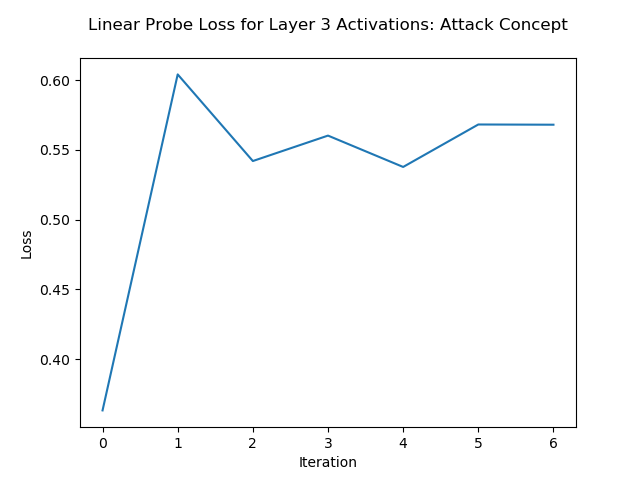 Linear Probe Loss for Layer 3 Activations: Attack Concept
0.60
0.55
0.50
0.45
0.40
Loss
0 1 2 3 4 5 6
Iteration